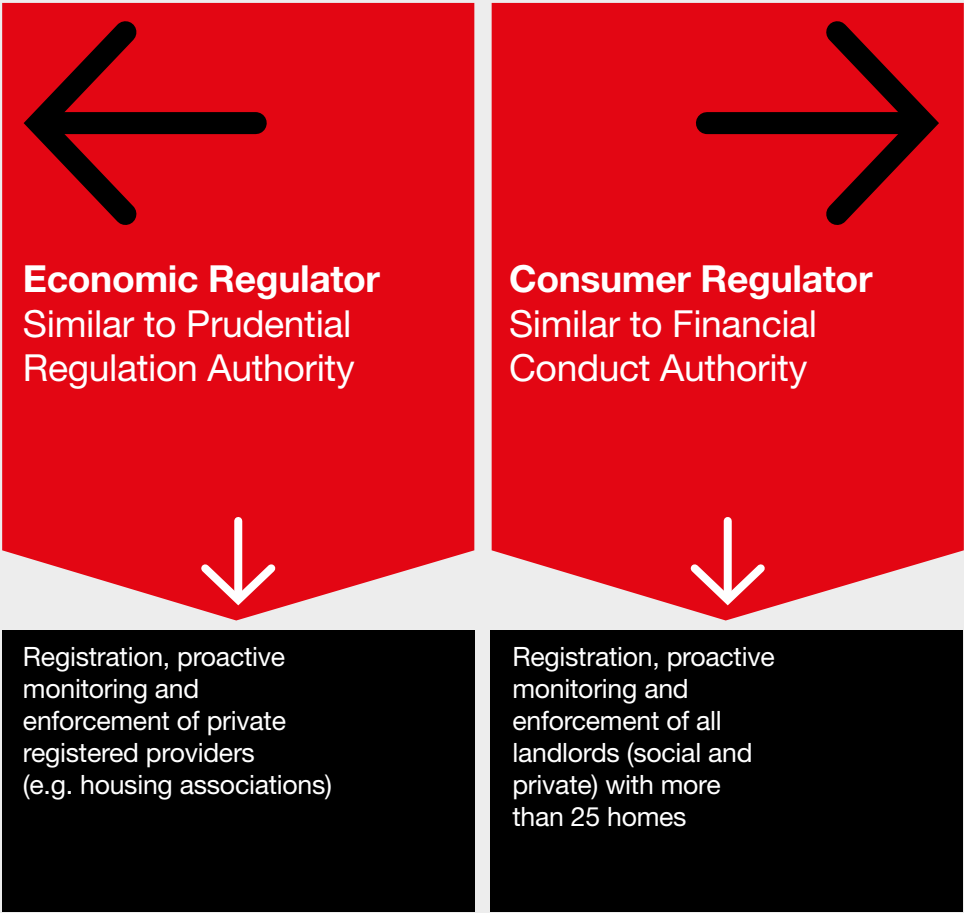 Economic Regulator
Similar to Prudential
Regulation Authority
Registration, proactive
monitoring and
enforcement of private
registered providers
(e.g. housing associations)
Consumer Regulator
Similar to Financial
Conduct Authority
Registration, proactive
monitoring and
enforcement of all
landlords (social and
private) with more
than 25 homes